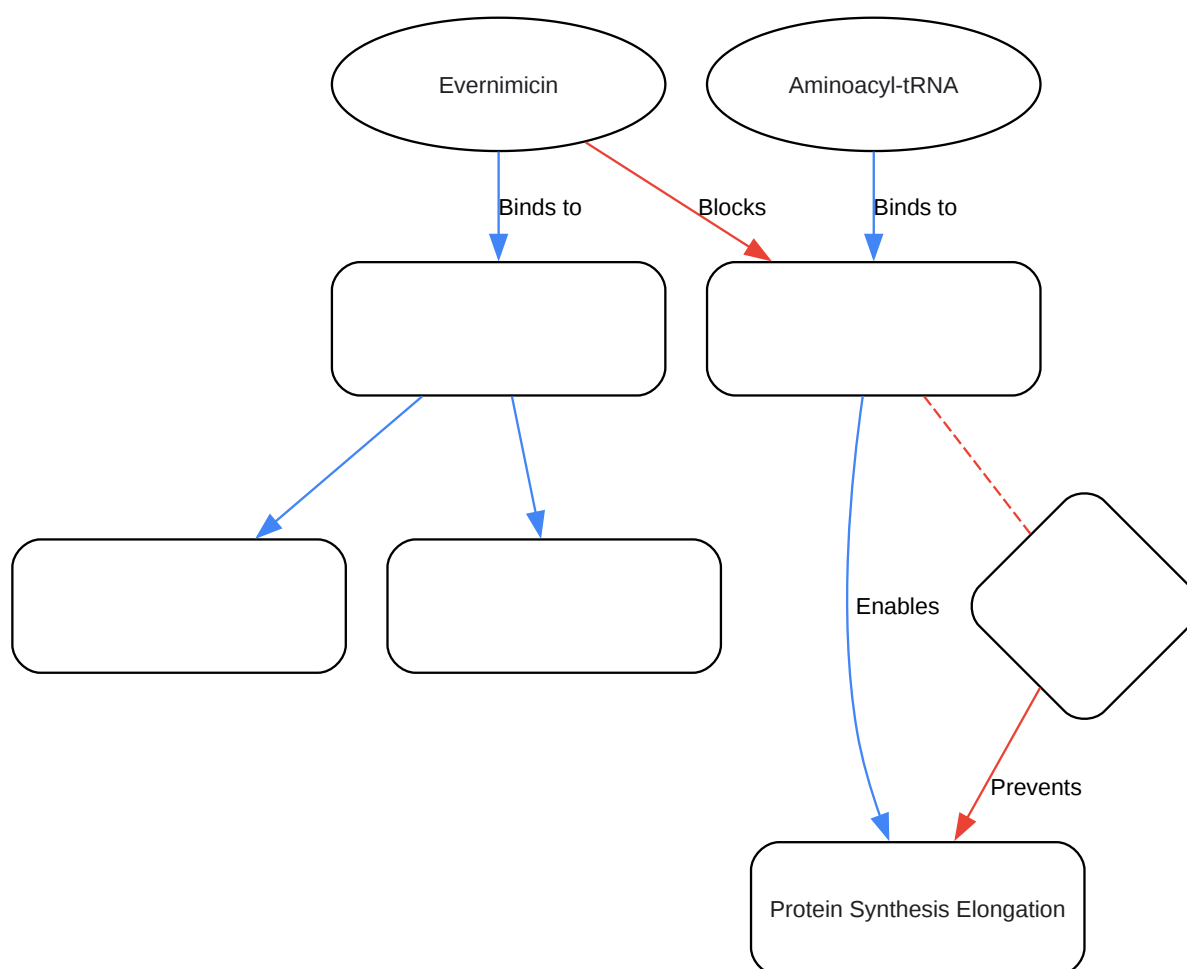 Evernimicin
Aminoacyl-tRNA
Binds to
Blocks
Binds to
Enables
Prevents
Protein Synthesis Elongation